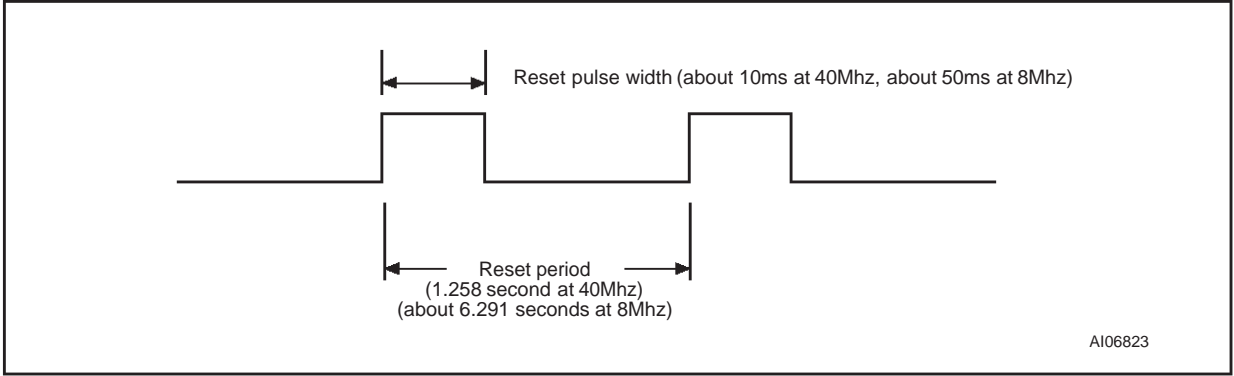 Reset pulse width (about 10ms at 40Mhz, about 50ms at 8Mhz)
Reset period
(1.258 second at 40Mhz)
(about 6.291 seconds at 8Mhz)
AI06823